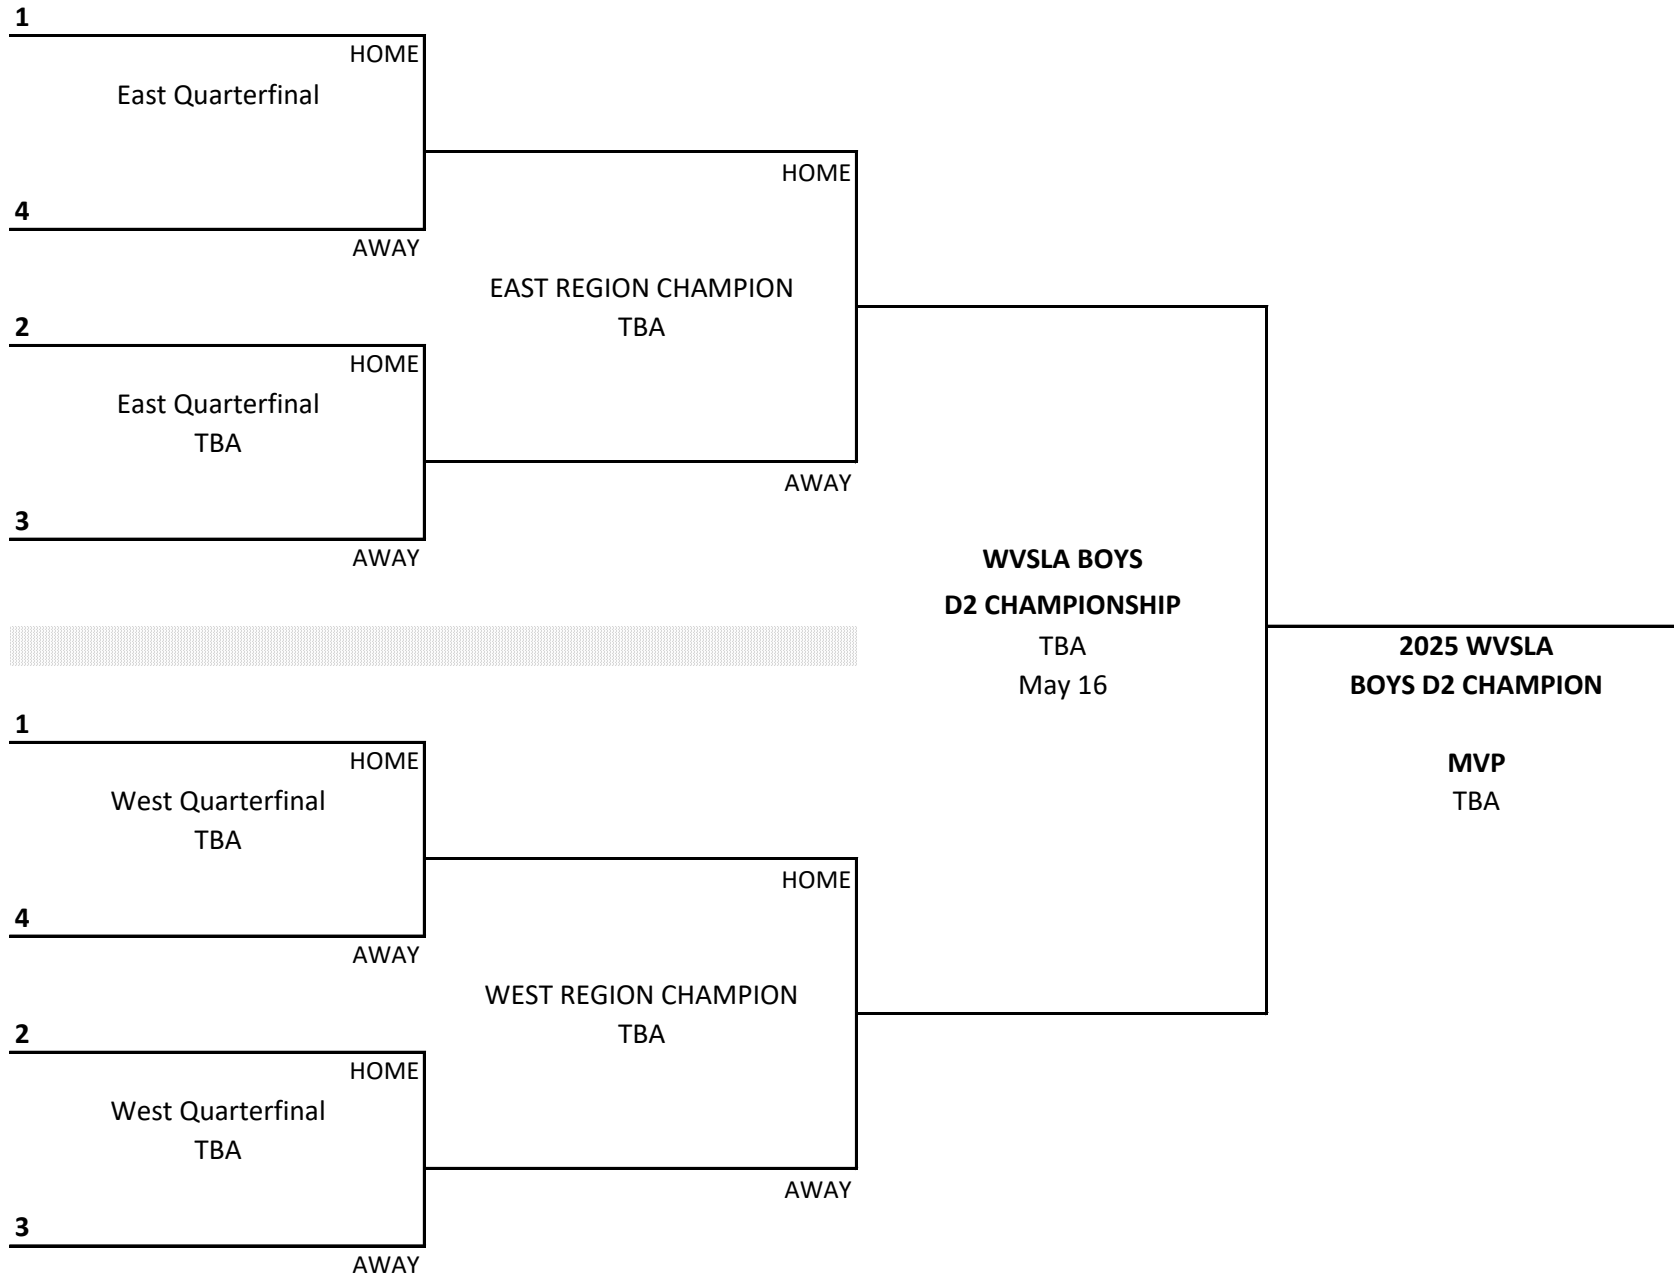 1
HOME
East Quarterfinal
4
AWAY
2
HOME
East Quarterfinal
TBA
3
AWAY
HOME
EAST REGION CHAMPION
TBA
AWAY
1
HOME
West Quarterfinal
TBA
4
AWAY
2
HOME
West Quarterfinal
TBA
3
AWAY
HOME
WEST REGION CHAMPION
TBA
AWAY
WVSLA BOYS
D2 CHAMPIONSHIP
TBA
May 16
2025 WVSLA
BOYS D2 CHAMPION
MVP
TBA